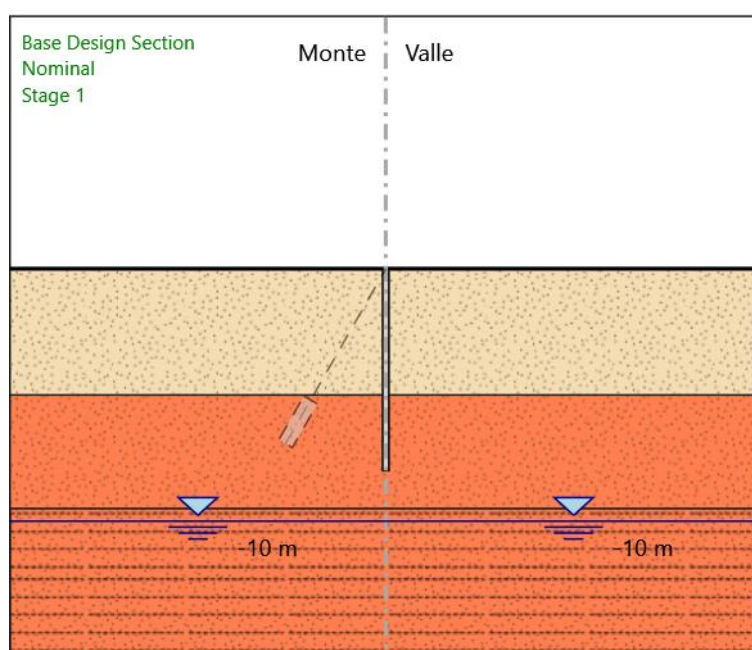 Base Design Section
Nominal
Stage 1
Monte
Valle
-10 m
-10 m